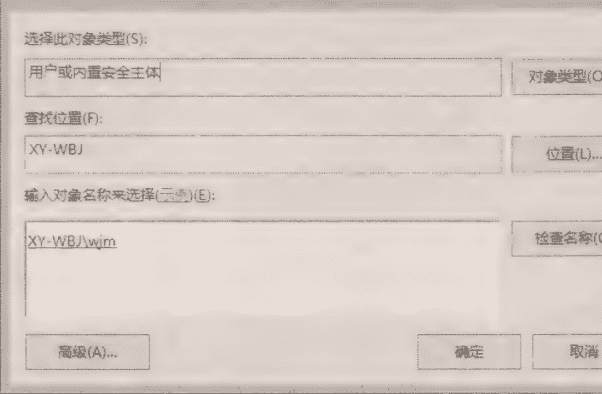 选择此对象类型(S):
用户或内置安全主体
对象类型(O
查找位置(F):
XY-WBJ
位置(L)...
输入对象名称来选择(示例)(E):
XY-WBJ\wjm
检查名称(C
高级(A)...
确定
取消